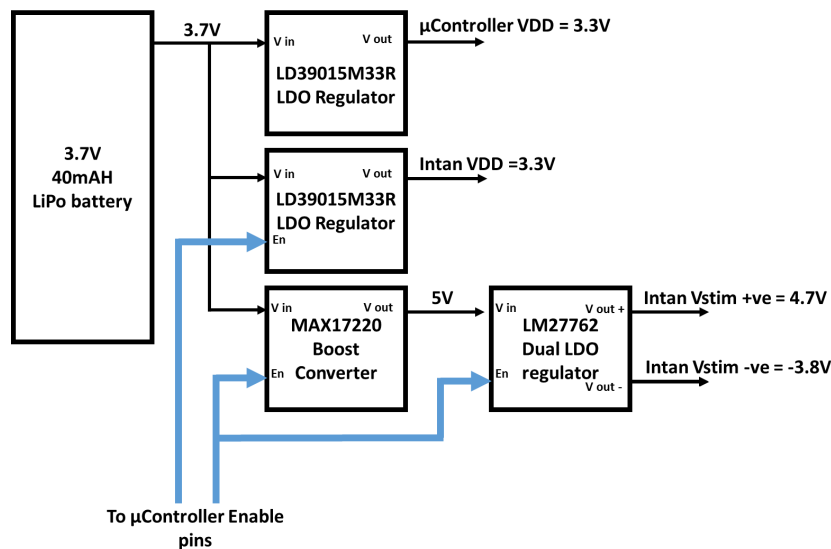 3.7V
40mAH
LiPo battery
3.7V
V in
V out
LD39015M33R
LDO Regulator
µController VDD = 3.3V
V in
V out
LD39015M33R
LDO Regulator
En
Intan VDD =3.3V
V in
V out
MAX17220
Boost
Converter
En
5V
V in
V out +
LM27762
Dual LDO
regulator
En
V out -
Intan Vstim +ve = 4.7V
Intan Vstim -ve = -3.8V
To µController Enable
pins